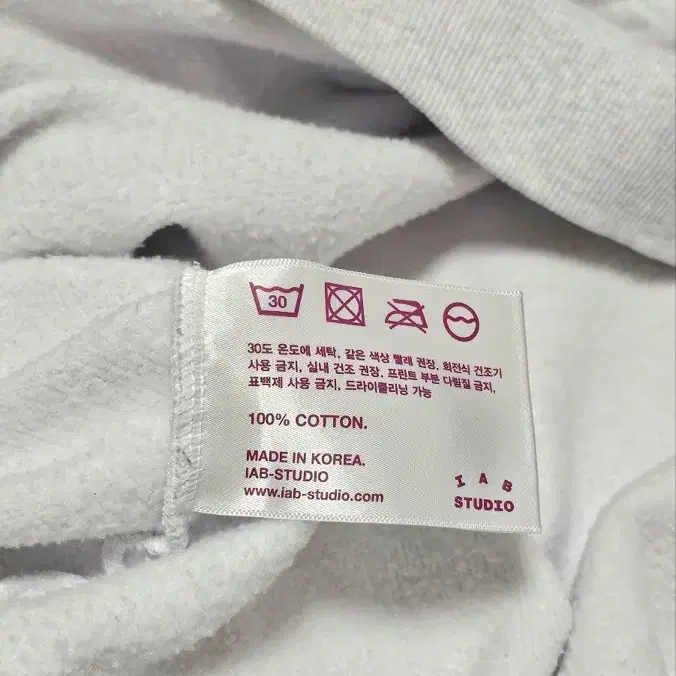 30
30도 온도에 세탁, 같은 색상 빨래 권장, 회전식 건조기
사용 금지, 실내 건조 권장, 프린트 부분 다림질 금지,
표백제 사용 금지, 드라이클리닝 가능
100% COTTON.
MADE IN KOREA.
IAB-STUDIO
www.iab-studio.com
IAB
STUDIO